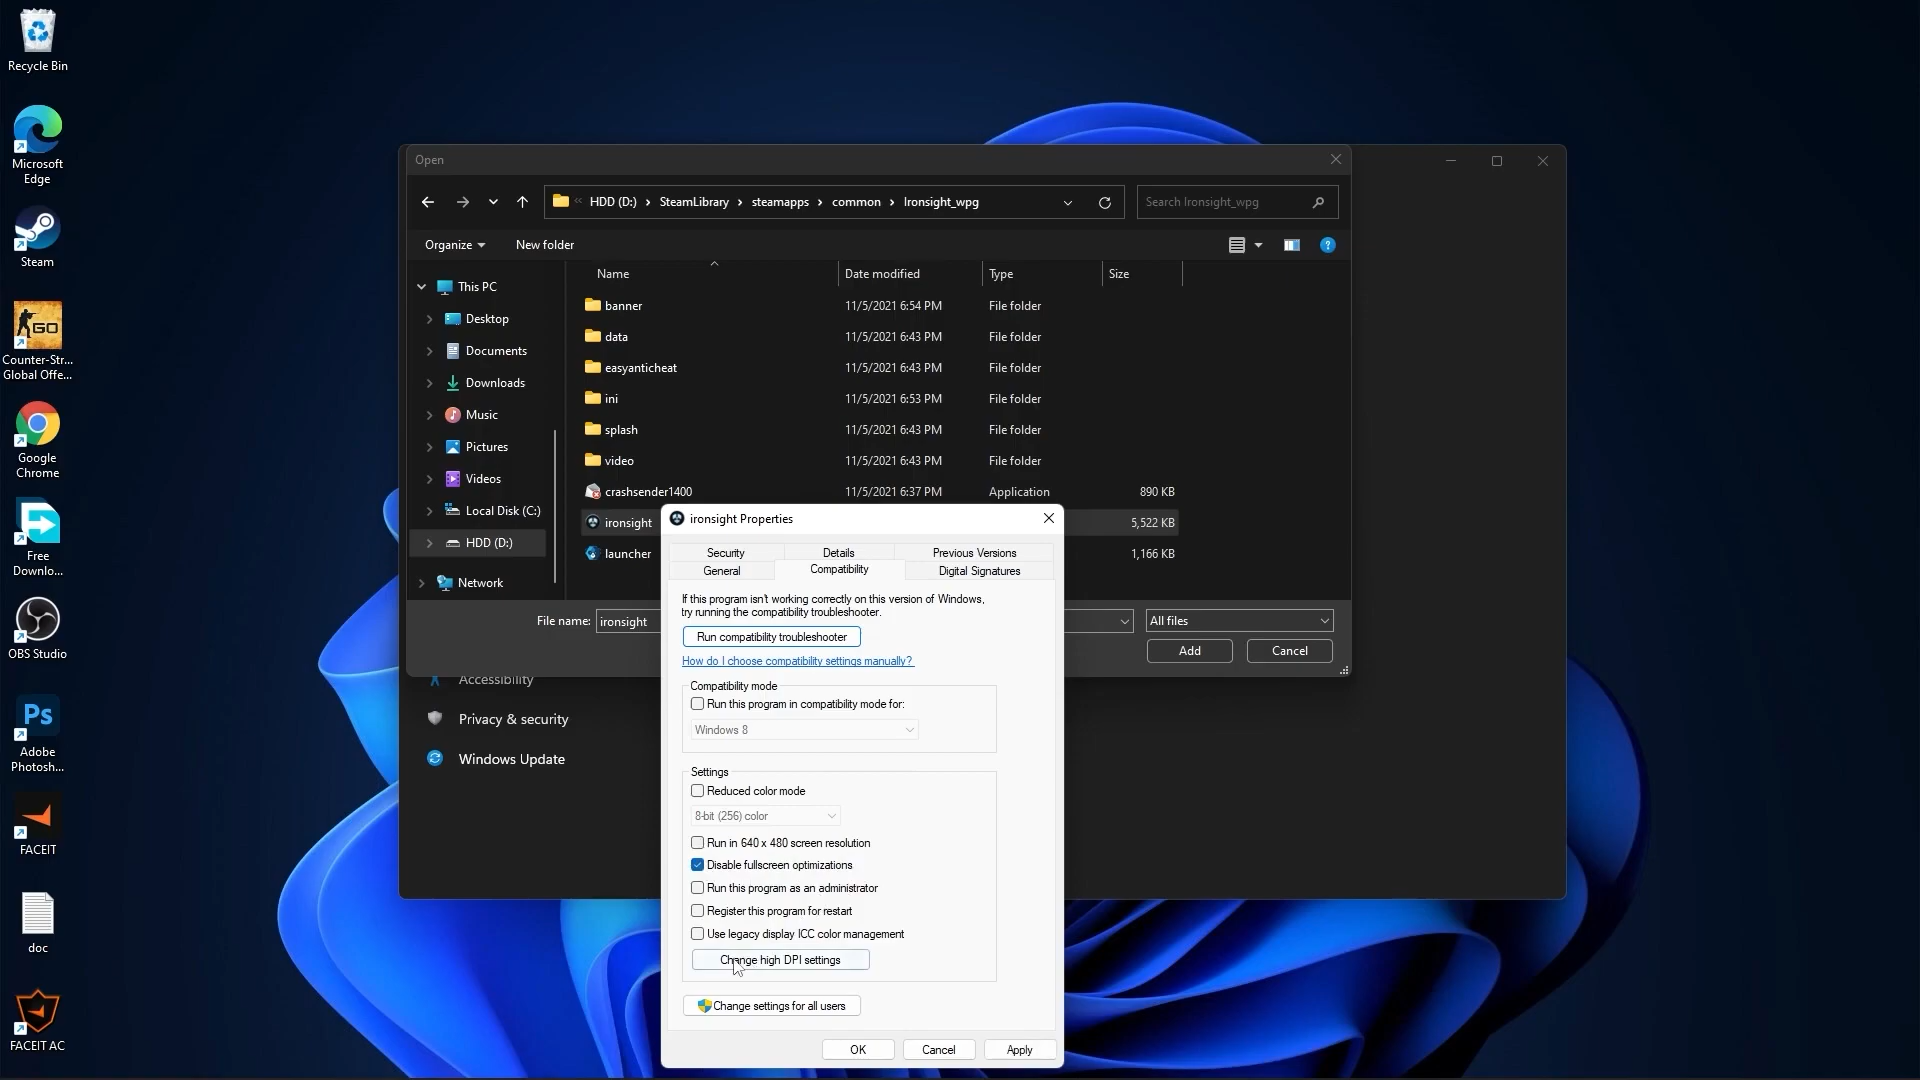 Recycle Bin
Microsoft
Edge
Steam
GO
Counter-Str...
Global Offe...
Google
Chrome
Free
Downlo...
OBS Studio
Ps
Adobe
Photosh...
FACEIT
doc
FACEIT AC
Open
« HDD (D:) › SteamLibrary › steamapps › common › Ironsight_wpg
Search Ironsight_wpg
Organize
New folder
?
This PC
Desktop
Documents
Downloads
Music
Pictures
Videos
Local Disk (C:)
HDD (D:)
Network
Name Date modified Type Size
banner 11/5/2021 6:54 PM File folder
data 11/5/2021 6:43 PM File folder
easyanticheat 11/5/2021 6:43 PM File folder
ini 11/5/2021 6:53 PM File folder
splash 11/5/2021 6:43 PM File folder
video 11/5/2021 6:43 PM File folder
crashsender1400 11/5/2021 6:37 PM Application 890 KB
ironsight 5,522 KB
launcher 1,166 KB
File name: ironsight
All files
Add
Cancel
Accessibility
Privacy & security
Windows Update
ironsight Properties
Security Details Previous Versions
General Compatibility Digital Signatures
If this program isn't working correctly on this version of Windows,
try running the compatibility troubleshooter.
Run compatibility troubleshooter
How do I choose compatibility settings manually?
Compatibility mode
Run this program in compatibility mode for:
Windows 8
Settings
Reduced color mode
8-bit (256) color
Run in 640 x 480 screen resolution
Disable fullscreen optimizations
Run this program as an administrator
Register this program for restart
Use legacy display ICC color management
Change high DPI settings
Change settings for all users
OK
Cancel
Apply